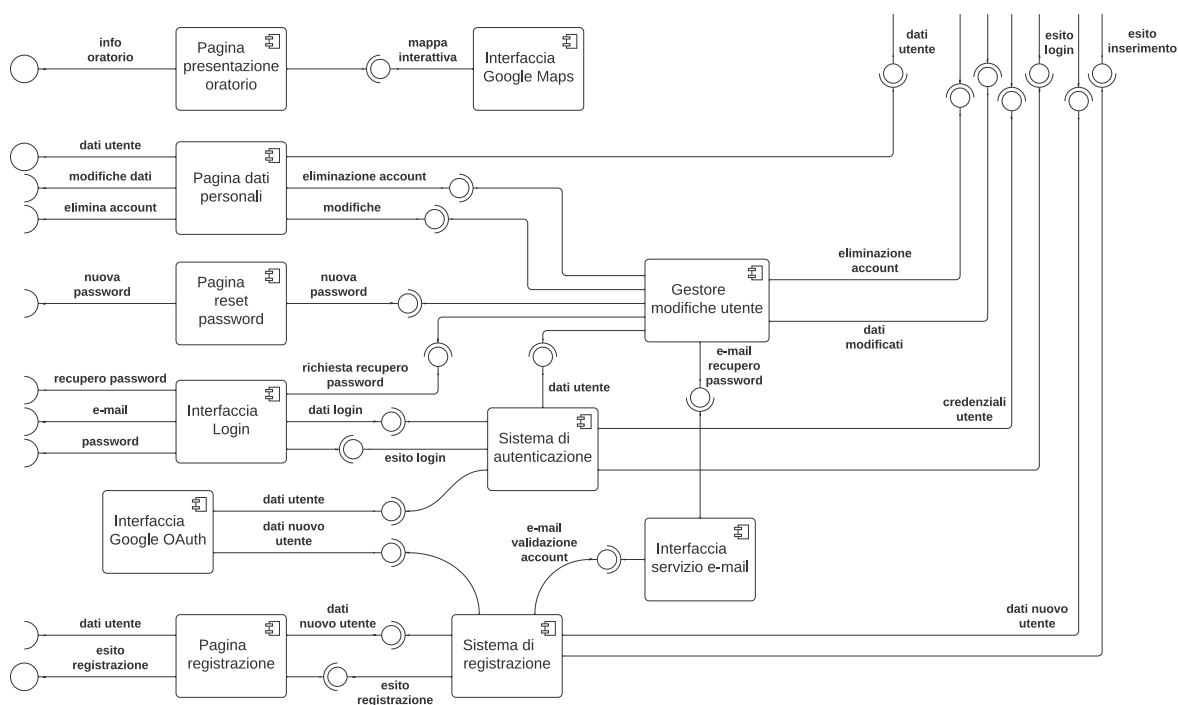 info
oratorio
Pagina
presentazione
oratorio
mappa
interattiva
Interfaccia
Google Maps
dati
utente
esito
login
esito
inserimento
dati utente
modifiche dati
elimina account
Pagina dati
personali
eliminazione account
modifiche
nuova
password
Pagina
reset
password
nuova
password
Gestore
modifiche utente
eliminazione
account
dati
modificati
e-mail
recupero
password
richiesta recupero
password
dati utente
recupero password
e-mail
password
Interfaccia
Login
dati login
esito login
Sistema di
autenticazione
credenziali
utente
Interfaccia
Google OAuth
dati utente
dati nuovo
utente
e-mail
validazione
account
Interfaccia
servizio e-mail
dati utente
esito
registrazione
Pagina
registrazione
dati
nuovo utente
esito
registrazione
Sistema di
registrazione
dati nuovo
utente